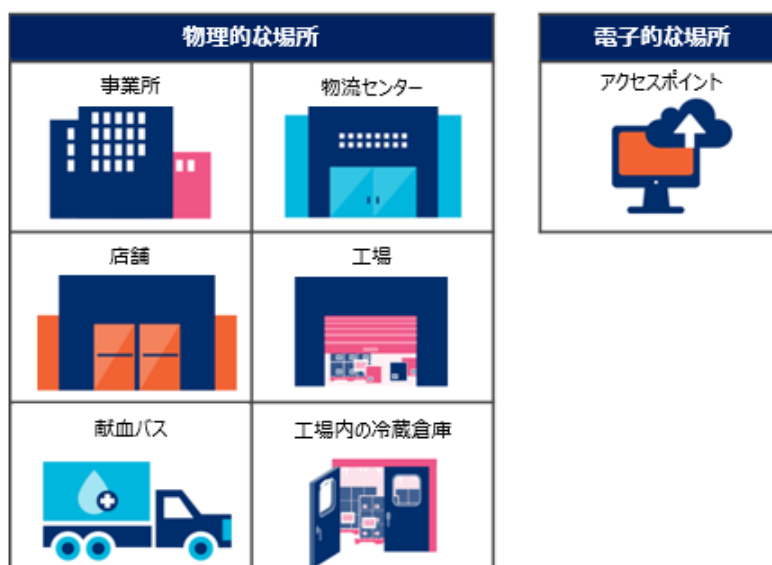 物理的な場所
電子的な場所
事業所
物流センター
アクセスポイント
店舗
工場
献血バス
工場内の冷蔵倉庫